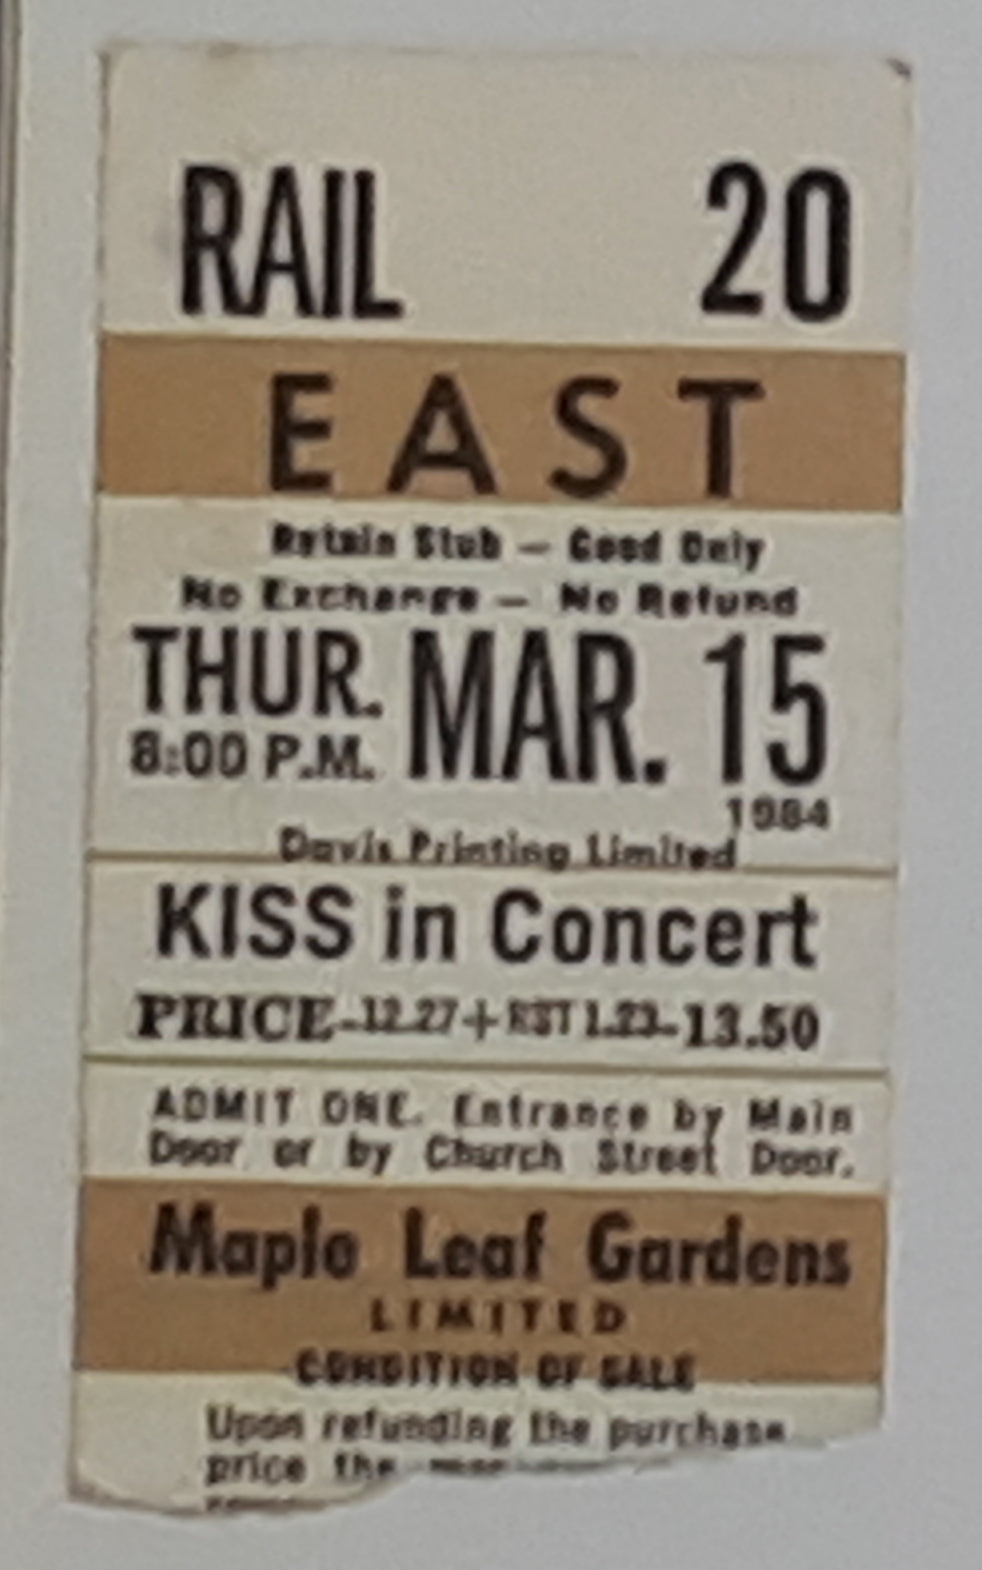 RAIL 20
EAST
Retain Stub — Good Only
No Exchange — No Refund
THUR. MAR. 15
8:00 P.M.
1984
Davis Printing Limited
KISS in Concert
PRICE-12.27+RST 1.23-13.50
ADMIT ONE. Entrance by Main
Door or by Church Street Door.
Maple Leaf Gardens
LIMITED
CONDITION OF SALE
Upon refunding the purchase
price the